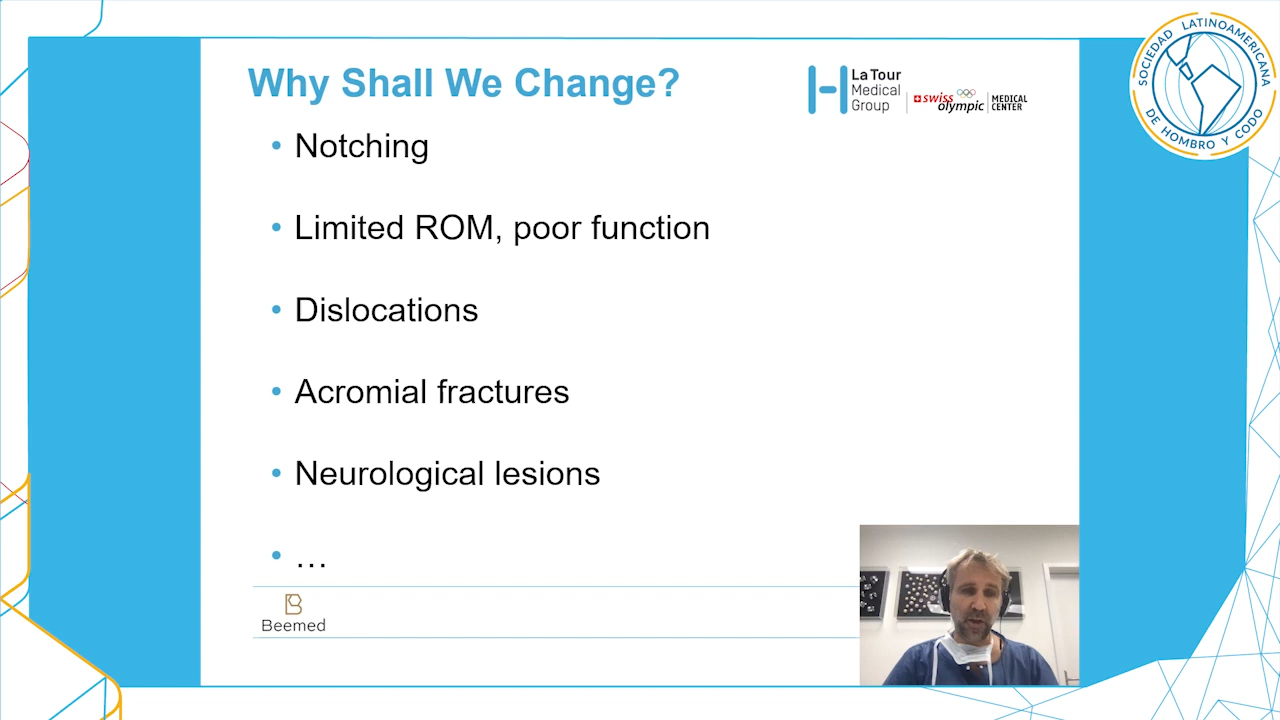 Why Shall We Change?
La Tour
Medical
Group
swiss
olympic
MEDICAL
CENTER
SOCIEDAD LATINOAMERICANA
DE HOMBRO Y CODO
• Notching
• Limited ROM, poor function
• Dislocations
• Acromial fractures
• Neurological lesions
• …
Beemed